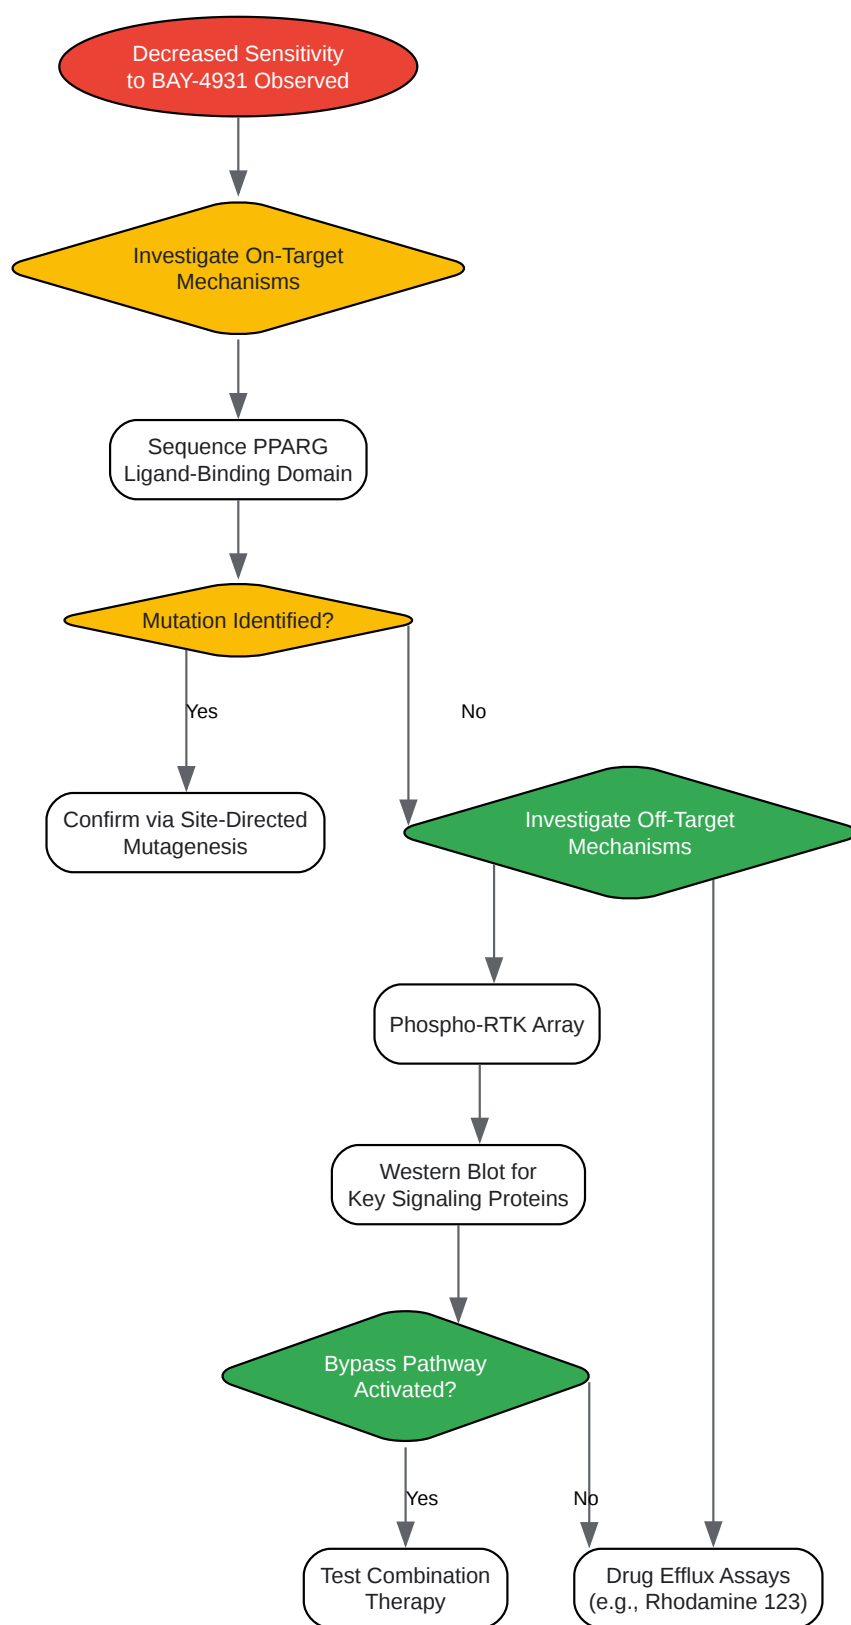 Decreased Sensitivity
to BAY-4931 Observed
Investigate On-Target
Mechanisms
Sequence PPARG
Ligand-Binding Domain
Mutation Identified?
Yes
No
Confirm via Site-Directed
Mutagenesis
Investigate Off-Target
Mechanisms
Phospho-RTK Array
Western Blot for
Key Signaling Proteins
Bypass Pathway
Activated?
Yes
No
Test Combination
Therapy
Drug Efflux Assays
(e.g., Rhodamine 123)